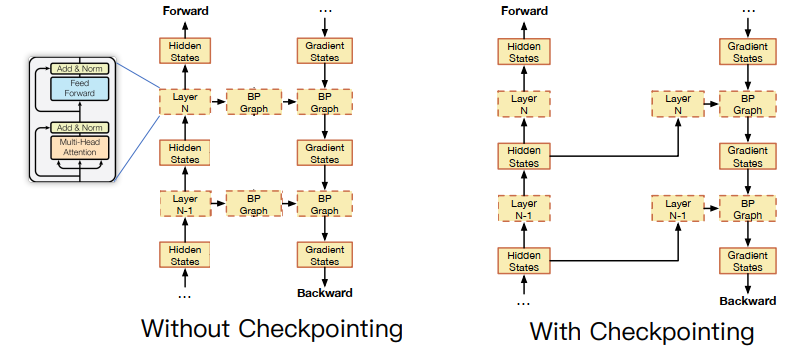 Forward
...
Hidden
States
Gradient
States
Add & Norm
Feed
Forward
Add & Norm
Multi-Head
Attention
Layer
N
BP
Graph
BP
Graph
Hidden
States
Gradient
States
Layer
N-1
BP
Graph
BP
Graph
Hidden
States
Gradient
States
...
Backward
Without Checkpointing
Forward
...
Hidden
States
Gradient
States
Layer
N
Layer
N
BP
Graph
Hidden
States
Gradient
States
Layer
N-1
Layer
N-1
BP
Graph
Hidden
States
Gradient
States
...
Backward
With Checkpointing